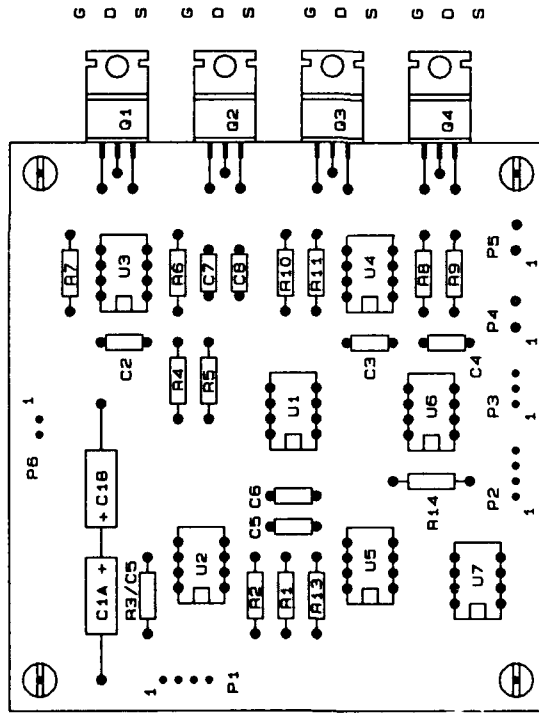 G D S G D S G D S G D S
Q1 Q2 Q3 Q4
R7 U3 R6 C7 C8 R10 R11 U4 R8 R9 P5
1
C2 C3 C4 P4
1
R4 R5 U1 U6 P3
1
P6 1
+ C1B
C6 R14 P2
1
C5
C1A +
R3/C5 U2 R2 R1 R13 U5 U7
1 P1